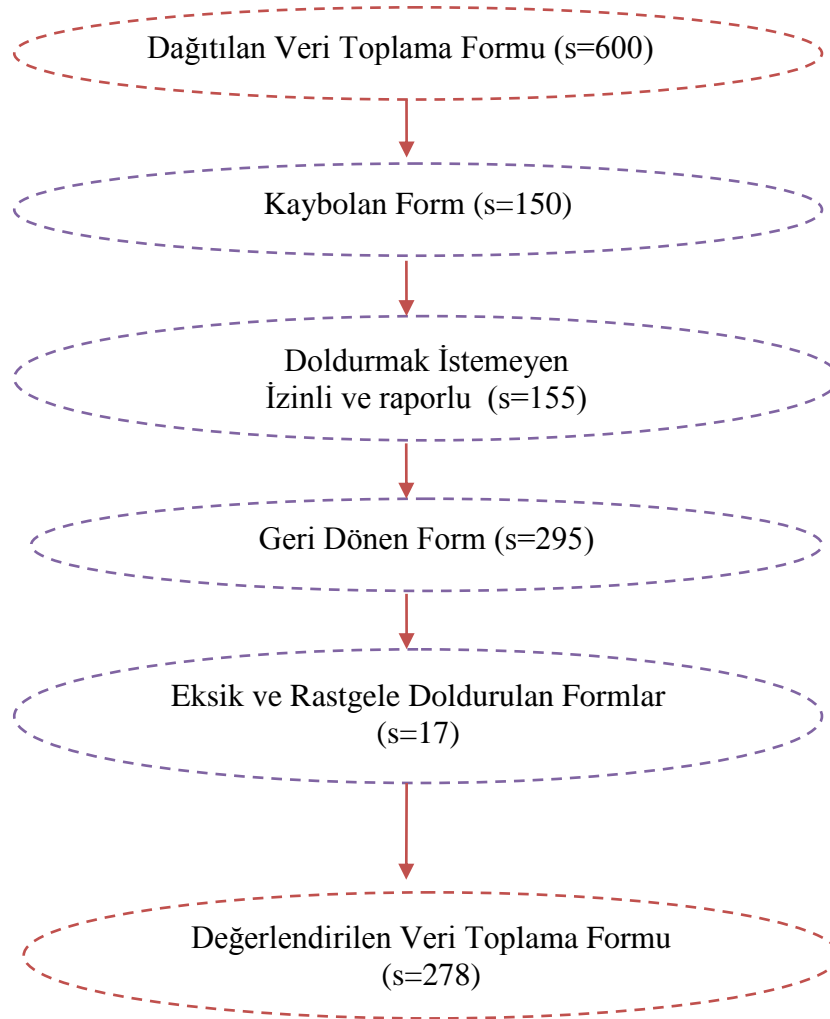 Dağıtılan Veri Toplama Formu (s=600)
Kaybolan Form (s=150)
Doldurmak İstemeyen
İzinli ve raporlu (s=155)
Geri Dönen Form (s=295)
Eksik ve Rastgele Doldurulan Formlar
(s=17)
Değerlendirilen Veri Toplama Formu
(s=278)